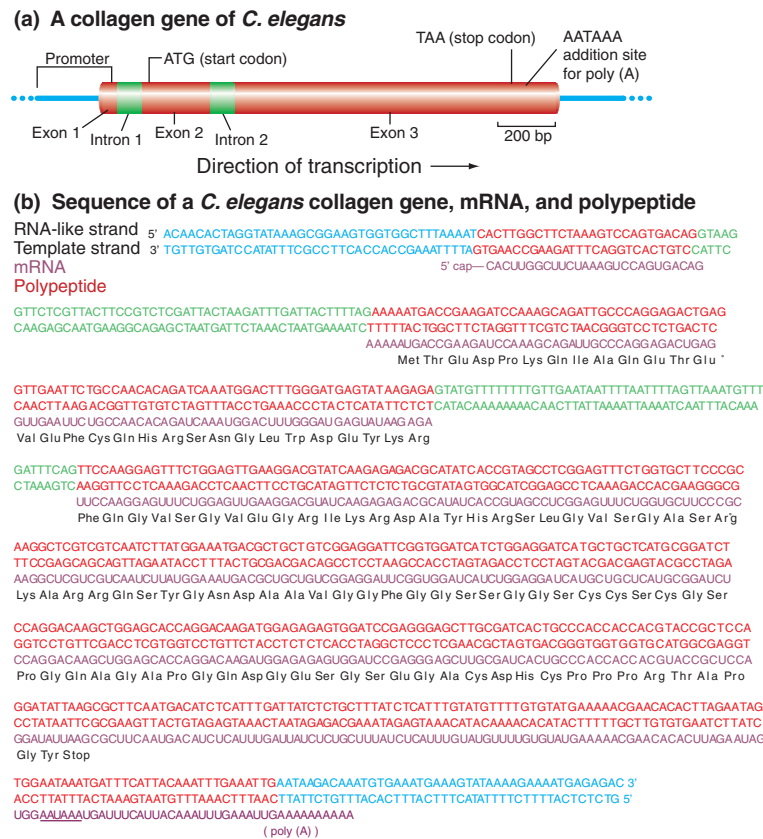 (a) A collagen gene of C. elegans
Promoter
ATG (start codon)
TAA (stop codon)
AATAAA
addition site
for poly (A)
Exon 1
Intron 1
Exon 2
Intron 2
Exon 3
200 bp
Direction of transcription
(b) Sequence of a C. elegans collagen gene, mRNA, and polypeptide
RNA-like strand 5' ACAACACTAGGTATAAAGCGGAAGTGGTGGCTTTAAAATCACTTGGCTTCTAAAGTCCAGTGACAGGTAAG
Template strand 3' TGTTGTGATCCATATTTCGCCTTCACCACCGAAATTTTAGTGAACCGAAGATTTCAGGTCACTGTCCATTC
mRNA 5' cap—CACUUGGCUUCUAAAGUCCAGUGACAG
Polypeptide
GTTCTCGTTACTTCCGTCTCGATTACTAAGATTTGATTACTTTTAGAAAAATGACCGAAGATCCAAAGCAGATTGCCCAGGAGACTGAG
CAAGAGCAATGAAGGCAGAGCTAATGATTCTAAACTAATGAAAATCTTTTTACTGGCTTCTAGGTTTCGTCTAACGGGTCCTCTGACTC
AAAAAUGACCGAAGAUCCAAAGCAGAUUGCCCAGGAGACUGAG
Met Thr Glu Asp Pro Lys Gln Ile Ala Gln Glu Thr Glu
GTTGAATTCTGCCAACACAGATCAAATGGACTTTGGGATGAGTATAAGAGAGTATGTTTTTTTTGTTGAATAATTTTAATTTTAGTTAAATGTTT
CAACTTAAGACGGTTGTGTCTAGTTTACCTGAAACCCTACTCATATTCTCTCATACAAAAAAAACAACTTATTAAAATTAAAATCAATTTACAAA
GUUGAAUUCUGCCAACACAGAUCAAAUGGACUUUGGGAUGAGUAUAAGAGA
Val Glu Phe Cys Gln His Arg Ser Asn Gly Leu Trp Asp Glu Tyr Lys Arg
GATTTCAGTTCCAAGGAGTTTCTGGAGTTGAAGGACGTATCAAGAGAGACGCATATCACCGTAGCCTCGGAGTTTCTGGTGCTTCCCGC
CTAAAGTCAAGGTTCCTCAAAGACCTCAACTTCCTGCATAGTTCTCTCTGCGTATAGTGGCATCGGAGCCTCAAAGACCACGAAGGGCG
UUCCAAGGAGUUUCUGGAGUUGAAGGACGUAUCAAGAGAGACGCAUAUCACCGUAGCCUCGGAGUUUCUGGUGCUUCCCGC
Phe Gln Gly Val Ser Gly Val Glu Gly Arg Ile Lys Arg Asp Ala Tyr His Arg Ser Leu Gly Val Ser Gly Ala Ser Arg
AAGGCTCGTCGTCAATCTTATGGAAATGACGCTGCTGTCGGAGGATTCGGTGGATCATCTGGAGGATCATGCTGCTCATGCGGATCT
TTCCGAGCAGCAGTTAGAATACCTTTACTGCGACGACAGCCTCCTAAGCCACCTAGTAGACCTCCTAGTACGACGAGTACGCCTAGA
AAGGCUCGUCGUCAAUCUUAUGGAAAUGACGCUGCUGUCGGAGGAUUCGGUGGAUCAUCUGGAGGAUCAUGCUGCUCAUGCGGAUCU
Lys Ala Arg Arg Gln Ser Tyr Gly Asn Asp Ala Ala Val Gly Gly Phe Gly Gly Ser Ser Gly Gly Ser Cys Cys Ser Cys Gly Ser
CCAGGACAAGCTGGAGCACCAGGACAAGATGGAGAGAGTGGATCCGAGGGAGCTTGCGATCACTGCCCACCACCACGTACCGCTCCA
GGTCCTGTTCGACCTCGTGGTCCTGTTCTACCTCTCTCACCTAGGCTCCCTCGAACGCTAGTGACGGGTGGTGGTGCATGGCGAGGT
CCAGGACAAGCUGGAGCACCAGGACAAGAUGGAGAGAGUGGAUCCGAGGGAGCUUGCGAUCACUGCCCACCACCACGUACCGCUCCA
Pro Gly Gln Ala Gly Ala Pro Gly Gln Asp Gly Glu Ser Gly Ser Glu Gly Ala Cys Asp His Cys Pro Pro Pro Arg Thr Ala Pro
GGATATTAAGCGCTTCAATGACATCTCATTTGATTATCTCTGCTTTATCTCATTTGTATGTTTTGTGTATGAAAAACGAACACACTTAGAATAG
CCTATAATTCGCGAAGTTACTGTAGAGTAAACTAATAGAGACGAAATAGAGTAAACATACAAAACACATACTTTTTGCTTGTGTGAATCTTATC
GGAUAUUAAGCGCUUCAAUGACAUCUCAUUUGAUUAUCUCUGCUUUAUCUCAUUUGUAUGUUUUGUGUAUGAAAAACGAACACACUUAGAAUAG
Gly Tyr Stop
TGGAATAAATGATTTCATTACAAATTTGAAATTGAATAAGACAAATGTGAAATGAAAGTATAAAAGAAAATGAGAGAC 3'
ACCTTATTTACTAAAGTAATGTTTAAACTTTAACTTATTCTGTTTACACTTTACTTTCATATTTTCTTTTACTCTCTG 5'
UGGAAUAAAUGAUUUCAUUACAAAUUUGAAAUUGAAAAAAAAAA
( poly (A) )